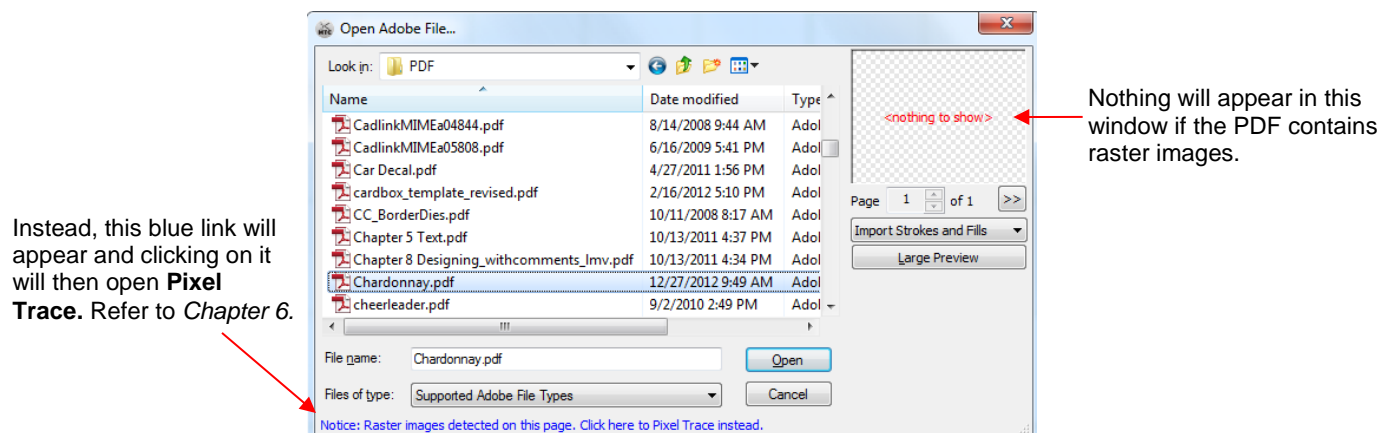 Open Adobe File...
Look in: PDF
Name Date modified Type
CadlinkMIMEa04844.pdf 8/14/2008 9:44 AM Adol
CadlinkMIMEa05808.pdf 6/16/2009 5:41 PM Adol
Car Decal.pdf 4/27/2011 1:56 PM Adol
cardbox_template_revised.pdf 2/16/2012 5:10 PM Adol
CC_BorderDies.pdf 10/11/2008 8:17 AM Adol
Chapter 5 Text.pdf 10/13/2011 4:37 PM Adol
Chapter 8 Designing_withcomments_lmv.pdf 10/13/2011 4:34 PM Adol
Chardonnay.pdf 12/27/2012 9:49 AM Adol
cheerleader.pdf 9/2/2010 2:49 PM Adol
File name: Chardonnay.pdf Open
Files of type: Supported Adobe File Types Cancel
Notice: Raster images detected on this page. Click here to Pixel Trace instead.
<nothing to show>
Page 1 of 1 >>
Import Strokes and Fills
Large Preview
Nothing will appear in this
window if the PDF contains
raster images.
Instead, this blue link will
appear and clicking on it
will then open Pixel
Trace. Refer to Chapter 6.